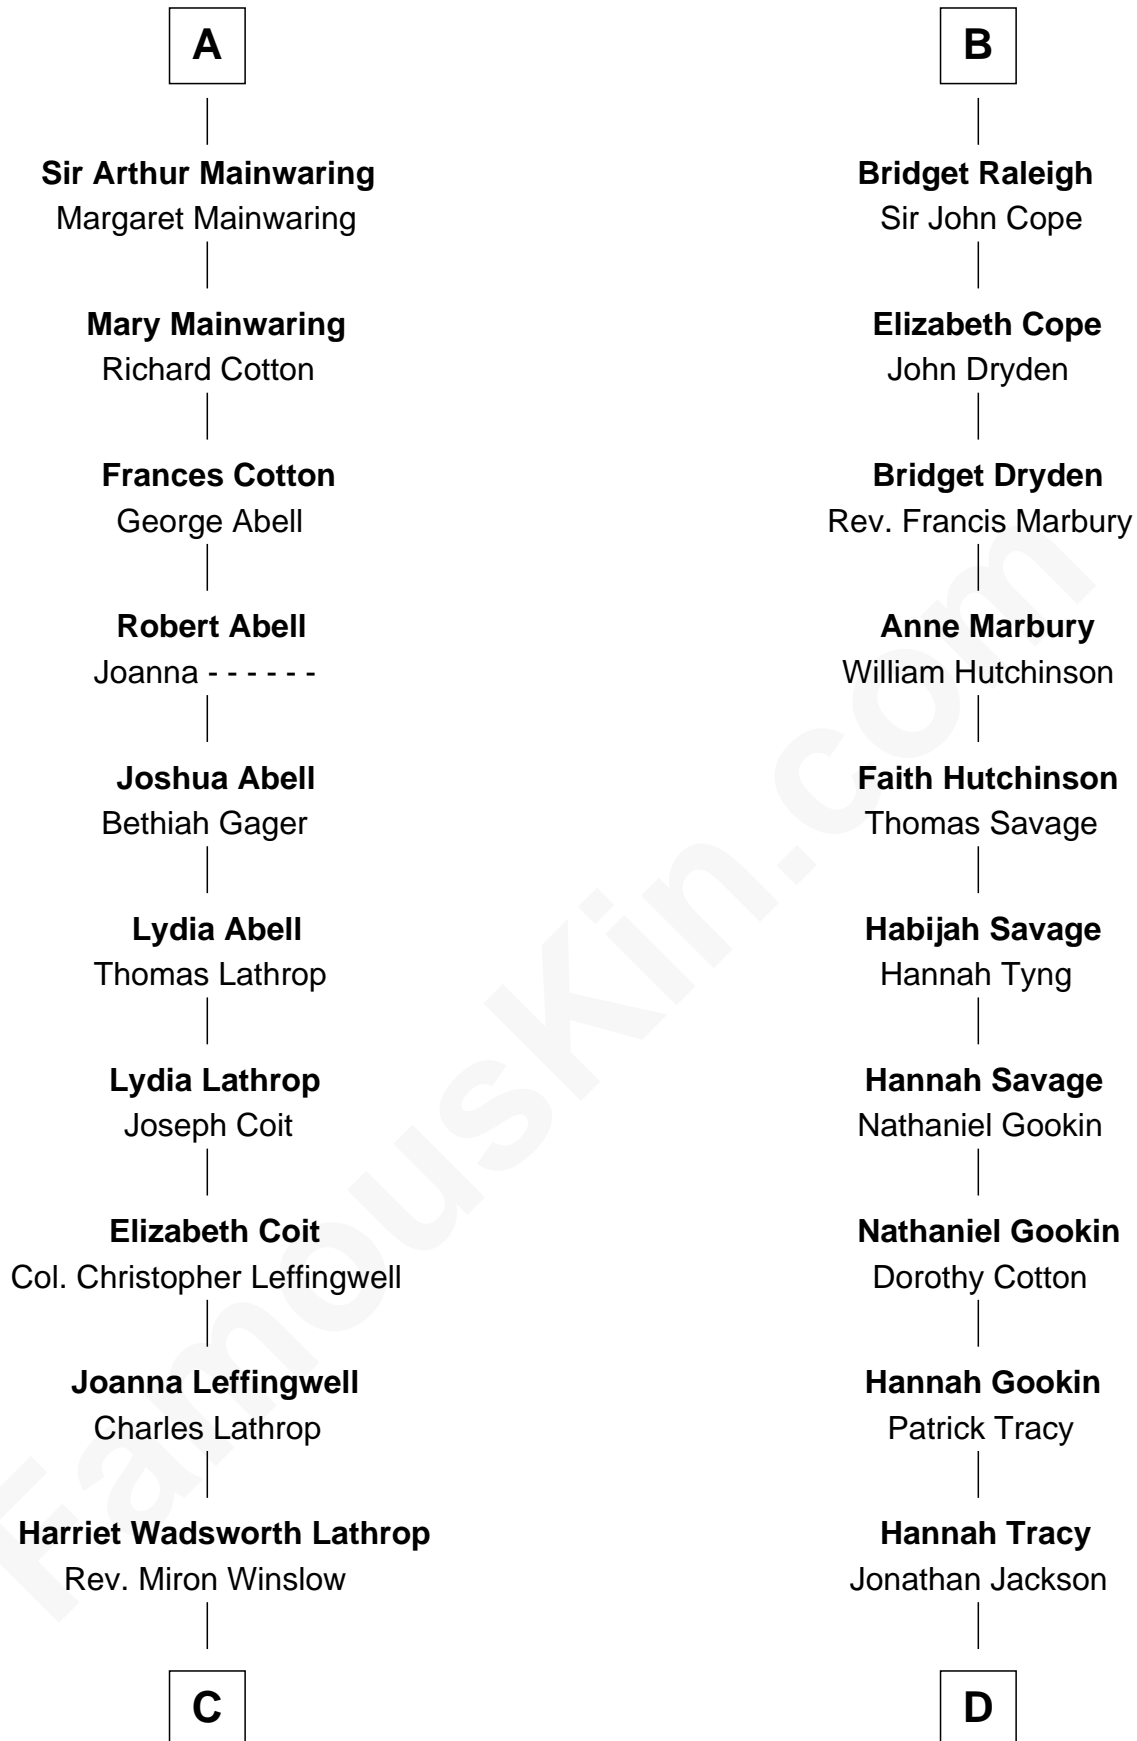 A
Sir Arthur Mainwaring
Margaret Mainwaring
Mary Mainwaring
Richard Cotton
Frances Cotton
George Abell
Robert Abell
Joanna - - - - - -
Joshua Abell
Bethiah Gager
Lydia Abell
Thomas Lathrop
Lydia Lathrop
Joseph Coit
Elizabeth Coit
Col. Christopher Leffingwell
Joanna Leffingwell
Charles Lathrop
Harriet Wadsworth Lathrop
Rev. Miron Winslow
C
B
Bridget Raleigh
Sir John Cope
Elizabeth Cope
John Dryden
Bridget Dryden
Rev. Francis Marbury
Anne Marbury
William Hutchinson
Faith Hutchinson
Thomas Savage
Habijah Savage
Hannah Tyng
Hannah Savage
Nathaniel Gookin
Nathaniel Gookin
Dorothy Cotton
Hannah Gookin
Patrick Tracy
Hannah Tracy
Jonathan Jackson
D
FamousKin.com